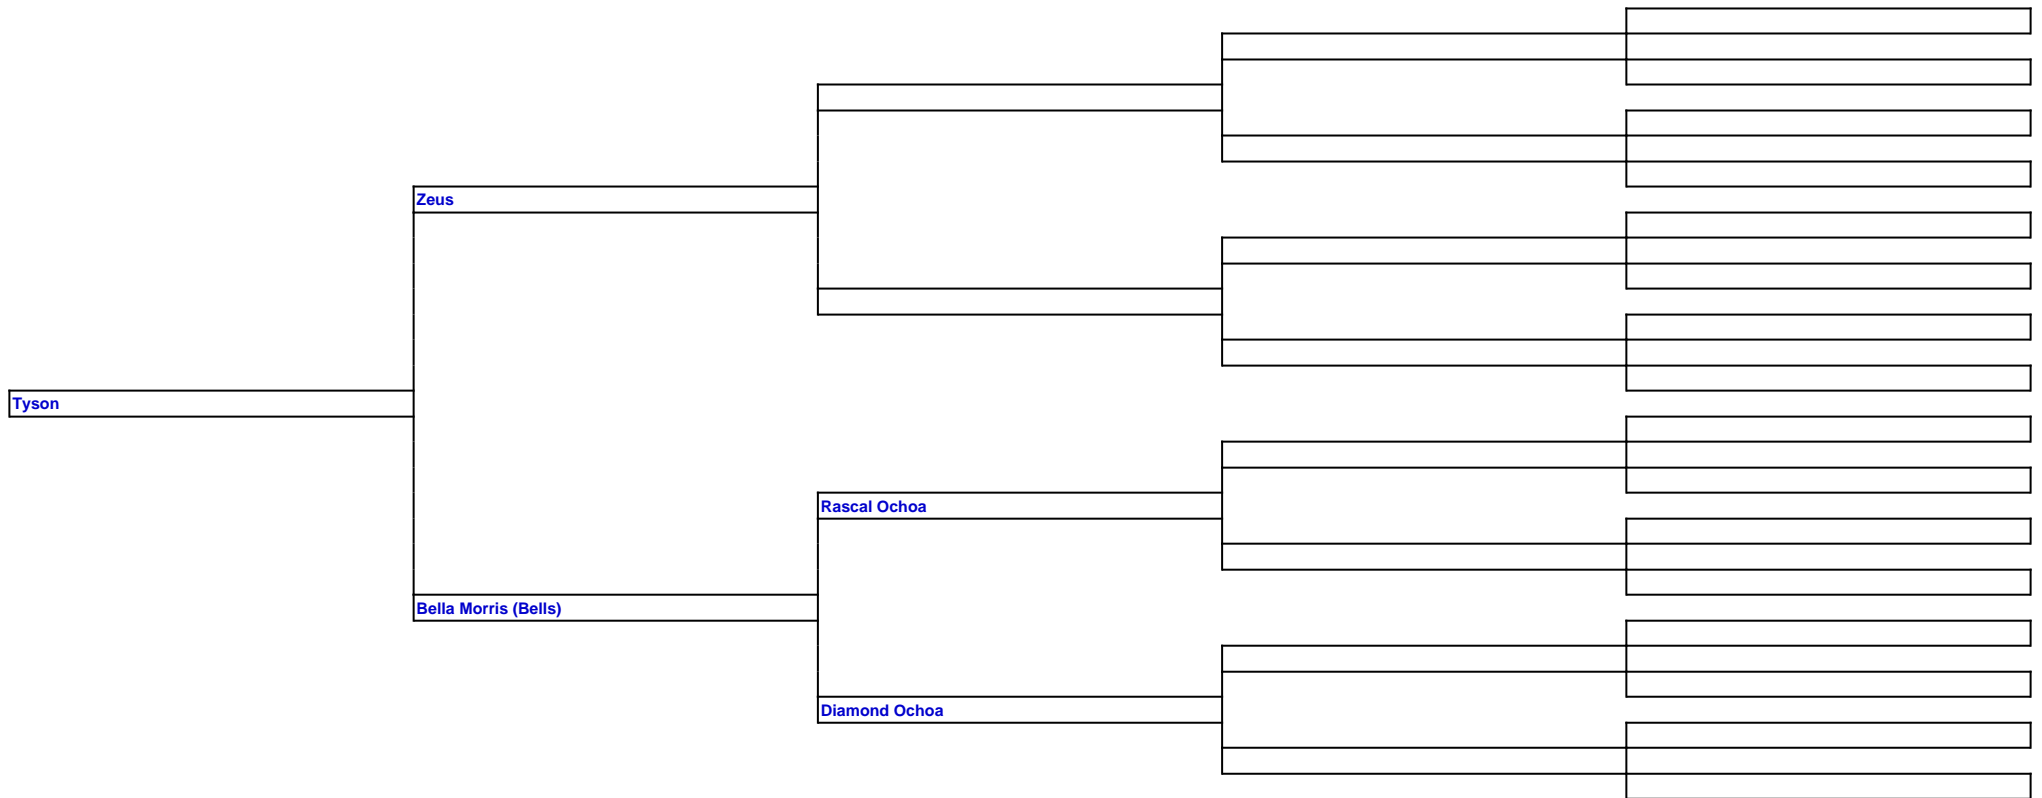 Zeus
Tyson
Rascal Ochoa
Bella Morris (Bells)
Diamond Ochoa